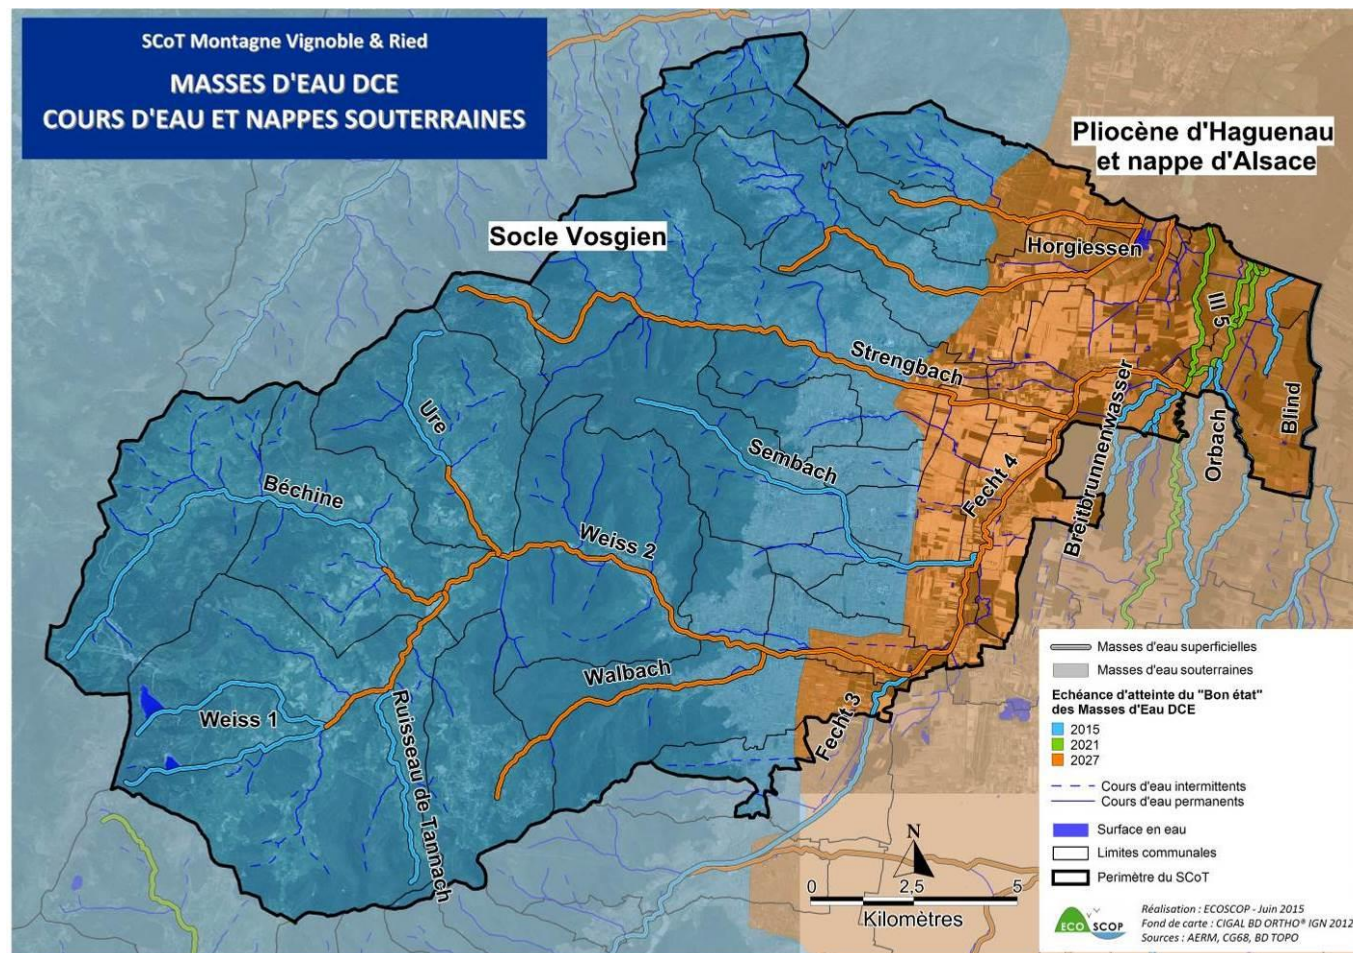 SCoT Montagne Vignoble & Ried
MASSES D'EAU DCE
COURS D'EAU ET NAPPES SOUTERRAINES
Pliocène d'Haguenau
et nappe d'Alsace
Socle Vosgien
Horgiessen
Ill 5
Strengbach
Blind
Ure
Breitbrunnenwasser
Orbach
Sembach
Fecht 4
Béchine
Weiss 2
Walbach
Weiss 1
Ruisseau de Tannach
Fecht 3
Masses d'eau superficielles
Masses d'eau souterraines
Echéance d'atteinte du "Bon état"
des Masses d'Eau DCE
2015
2021
2027
Cours d'eau intermittents
Cours d'eau permanents
Surface en eau
Limites communales
Perimètre du SCoT
N
0 2,5 5
Kilomètres
ECO SCOP
Réalisation : ECOSCOP - Juin 2015
Fond de carte : CIGAL BD ORTHO® IGN 2012
Sources : AERM, CG68, BD TOPO